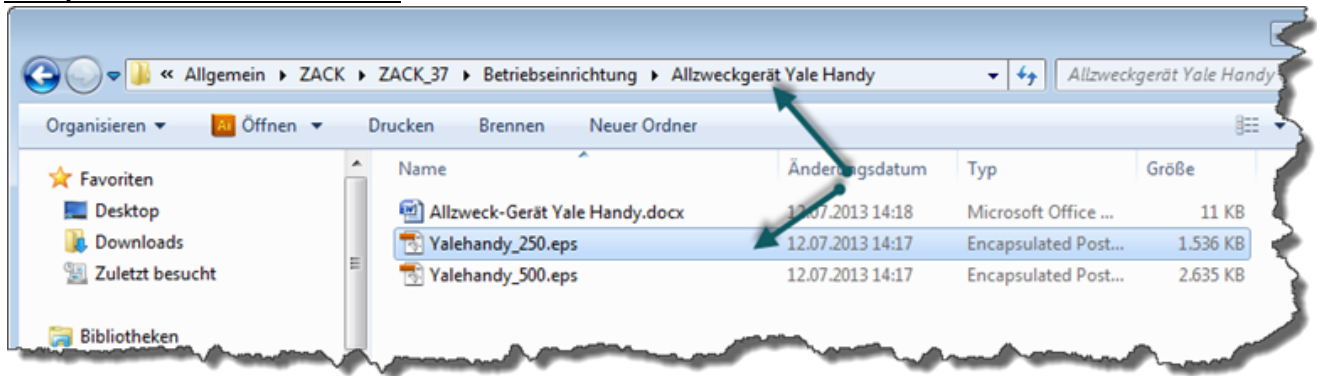 « Allgemein ▸ ZACK ▸ ZACK_37 ▸ Betriebseinrichtung ▸ Allzweckgerät Yale Handy
Allzweckgerät Yale Handy
Organisieren Öffnen Drucken Brennen Neuer Ordner
Favoriten
Desktop
Downloads
Zuletzt besucht
Bibliotheken
Name Änderungsdatum Typ Größe
Allzweck-Gerät Yale Handy.docx 12.07.2013 14:18 Microsoft Office ... 11 KB
Yalehandy_250.eps 12.07.2013 14:17 Encapsulated Post... 1.536 KB
Yalehandy_500.eps 12.07.2013 14:17 Encapsulated Post... 2.635 KB